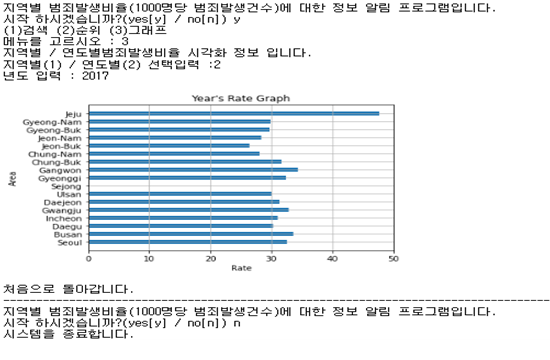 지역별 범죄발생비율(1000명당 범죄발생건수)에 대한 정보 알림 프로그램입니다.
시작 하시겠습니까?(yes[y] / no[n]) y
(1)검색 (2)순위 (3)그래프
메뉴를 고르시오 : 3
지역별 / 연도별범죄발생비율 시각화 정보 입니다.
지역별(1) / 연도별(2) 선택입력 :2
년도 입력 : 2017
Year's Rate Graph
Jeju
Gyeong-Nam
Gyeong-Buk
Jeon-Nam
Jeon-Buk
Chung-Nam
Chung-Buk
Gangwon
Gyeonggi
Sejong
Ulsan
Daejeon
Gwangju
Incheon
Daegu
Busan
Seoul
Area
0 10 20 30 40 50
Rate
처음으로 돌아갑니다.
지역별 범죄발생비율(1000명당 범죄발생건수)에 대한 정보 알림 프로그램입니다.
시작 하시겠습니까?(yes[y] / no[n]) n
시스템을 종료합니다.